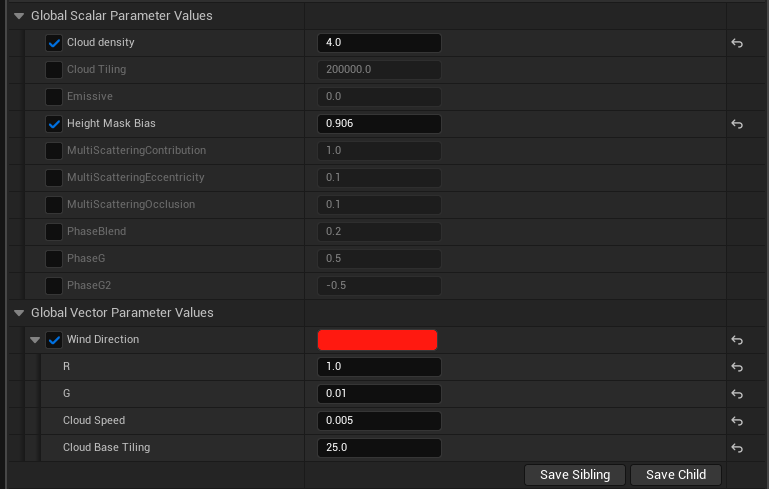 Global Scalar Parameter Values
Cloud density 4.0
Cloud Tiling 200000.0
Emissive 0.0
Height Mask Bias 0.906
MultiScatteringContribution 1.0
MultiScatteringEccentricity 0.1
MultiScatteringOcclusion 0.1
PhaseBlend 0.2
PhaseG 0.5
PhaseG2 -0.5
Global Vector Parameter Values
Wind Direction
R 1.0
G 0.01
Cloud Speed 0.005
Cloud Base Tiling 25.0
Save Sibling Save Child